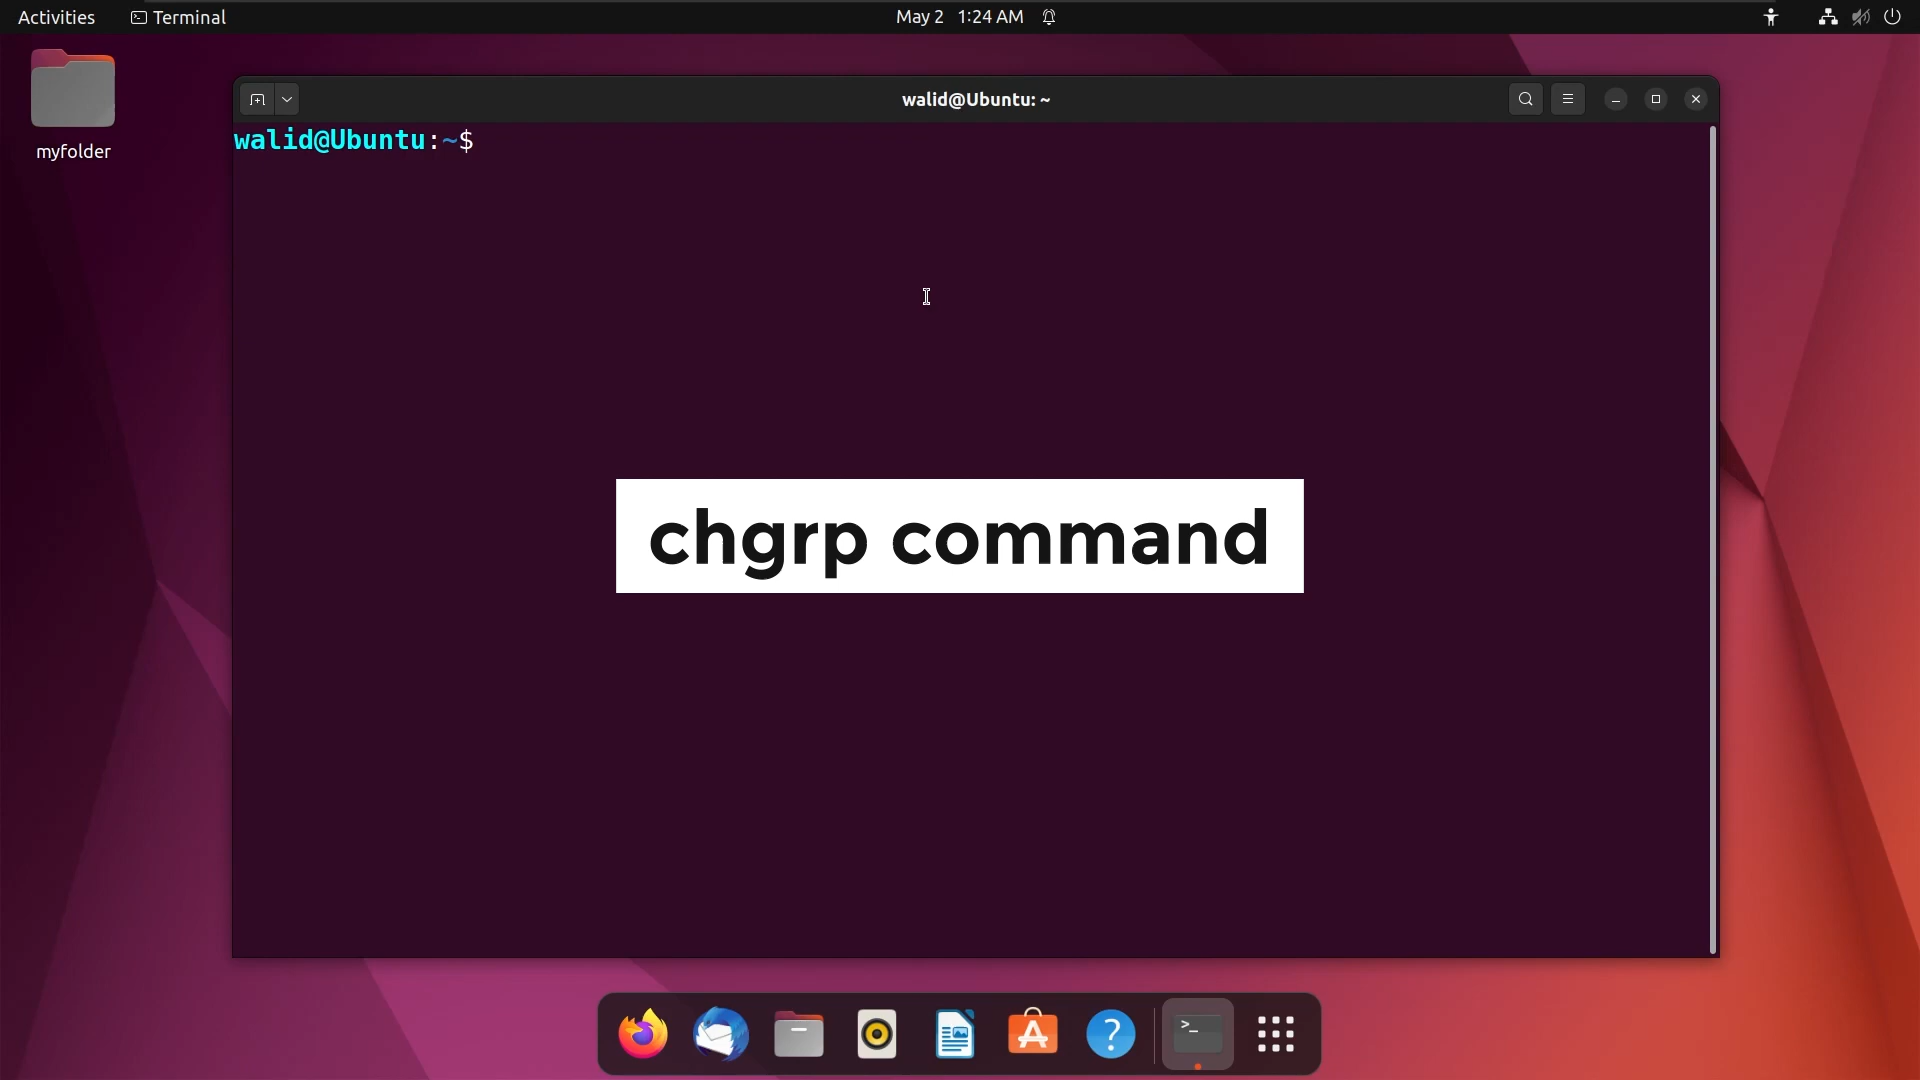 Activities Terminal May 2 1:24 AM
myfolder
walid@Ubuntu: ~
walid@Ubuntu:~$
chgrp command